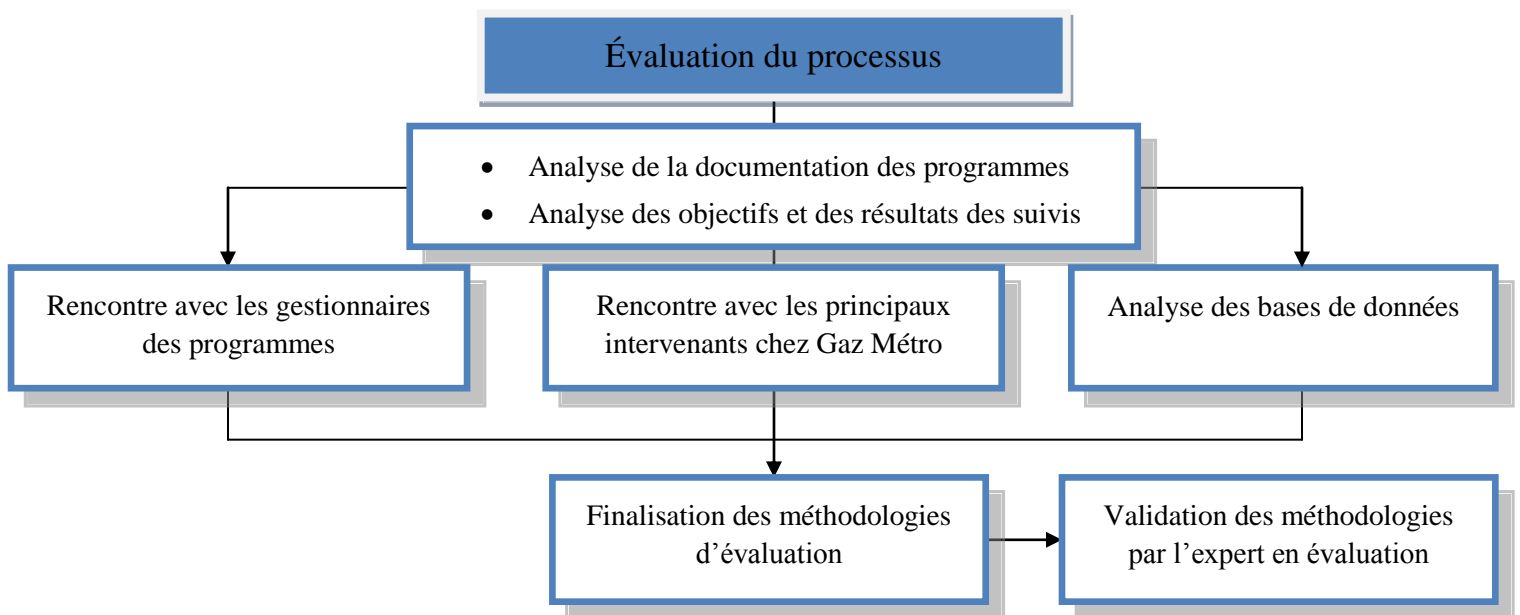 Évaluation du processus
• Analyse de la documentation des programmes
• Analyse des objectifs et des résultats des suivis
Rencontre avec les gestionnaires
des programmes
Rencontre avec les principaux
intervenants chez Gaz Métro
Analyse des bases de données
Finalisation des méthodologies
d’évaluation
Validation des méthodologies
par l’expert en évaluation